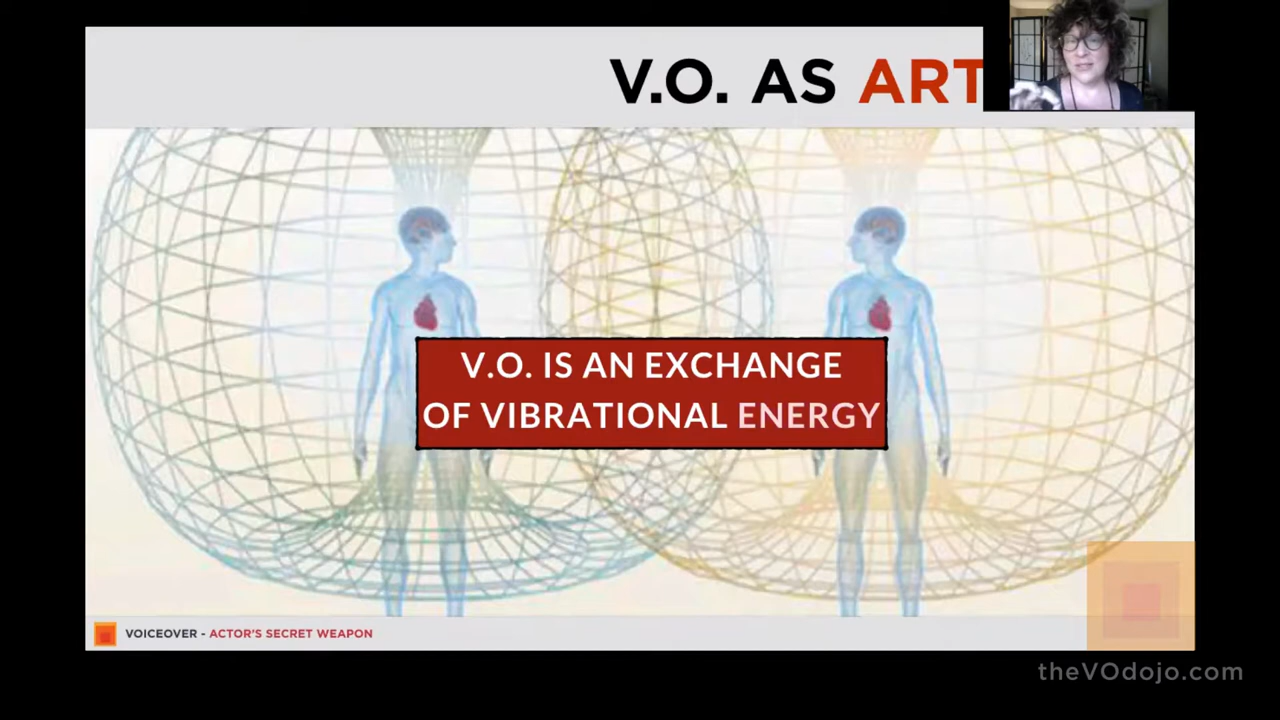 V.O. AS ART
V.O. IS AN EXCHANGE
OF VIBRATIONAL ENERGY
VOICEOVER - ACTOR'S SECRET WEAPON
theVOdojo.com